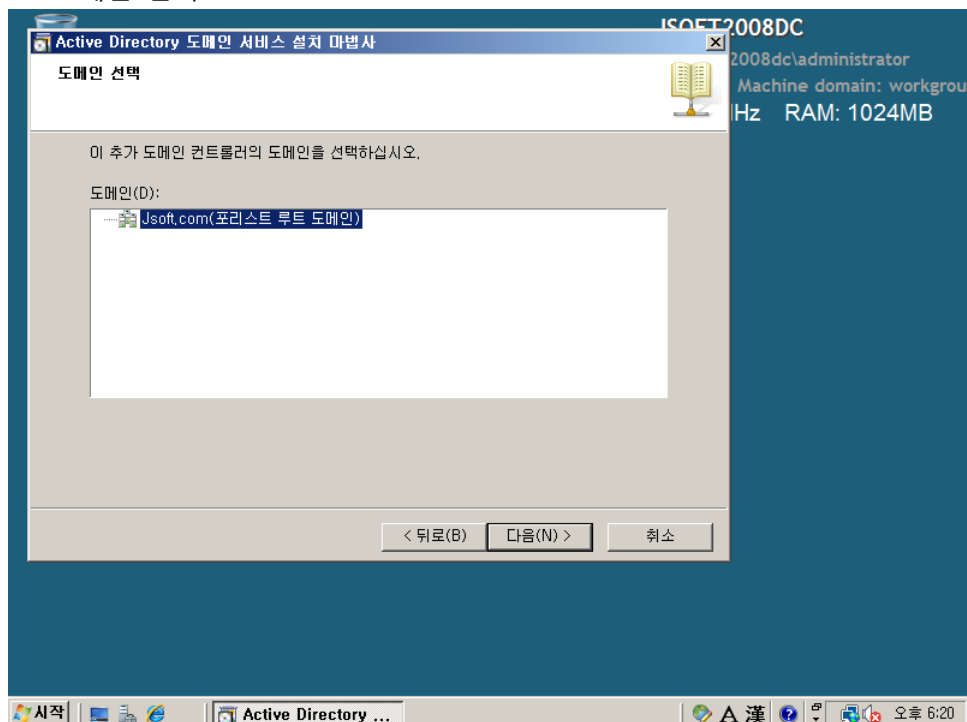 JSOFT2008DC
Active Directory 도메인 서비스 설치 마법사
2008dc\administrator
도메인 선택
Machine domain: workgrou
Hz RAM: 1024MB
이 추가 도메인 컨트롤러의 도메인을 선택하십시오.
도메인(D):
Jsoft.com(포리스트 루트 도메인)
< 뒤로(B) 다음(N) > 취소
시작 Active Directory ... A 漢 오후 6:20